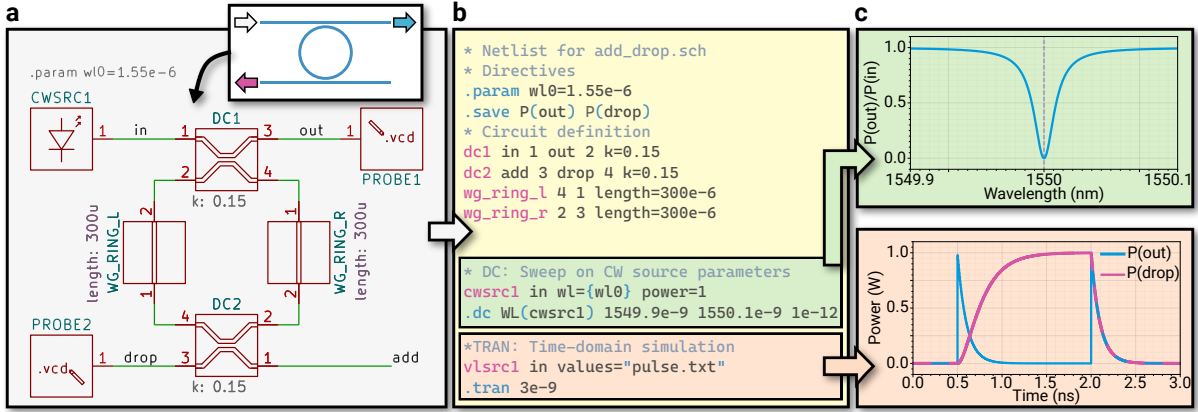 a
.param wl0=1.55e-6
CWSRC1
1
in
1
DC1
3
out
1
.vcd
PROBE1
2
4
k: 0.15
2
WG_RING_L
length: 300u
1
1
WG_RING_R
length: 300u
2
PROBE2
.vcd
1
drop
4
DC2
2
3
1
add
k: 0.15
b
* Netlist for add_drop.sch
* Directives
.param wl0=1.55e-6
.save P(out) P(drop)
* Circuit definition
dc1 in 1 out 2 k=0.15
dc2 add 3 drop 4 k=0.15
wg_ring_l 4 1 length=300e-6
wg_ring_r 2 3 length=300e-6
* DC: Sweep on CW source parameters
cwsrc1 in wl={wl0} power=1
.dc WL(cwsrc1) 1549.9e-9 1550.1e-9 1e-12
*TRAN: Time-domain simulation
vlsrc1 in values="pulse.txt"
.tran 3e-9
c
P(out)/P(in)
1.0
0.5
0.0
1549.9 1550 1550.1
Wavelength (nm)
Power (W)
1.0
0.5
0.0
P(out)
P(drop)
0.0 0.5 1.0 1.5 2.0 2.5 3.0
Time (ns)